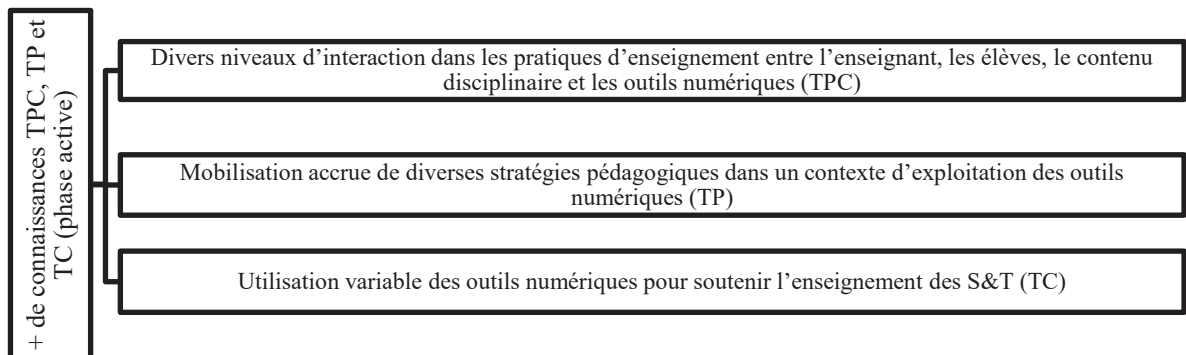 + de connaissances TPC, TP et
TC (phase active)
Divers niveaux d’interaction dans les pratiques d’enseignement entre l’enseignant, les élèves, le contenu
disciplinaire et les outils numériques (TPC)
Mobilisation accrue de diverses stratégies pédagogiques dans un contexte d’exploitation des outils
numériques (TP)
Utilisation variable des outils numériques pour soutenir l’enseignement des S&T (TC)